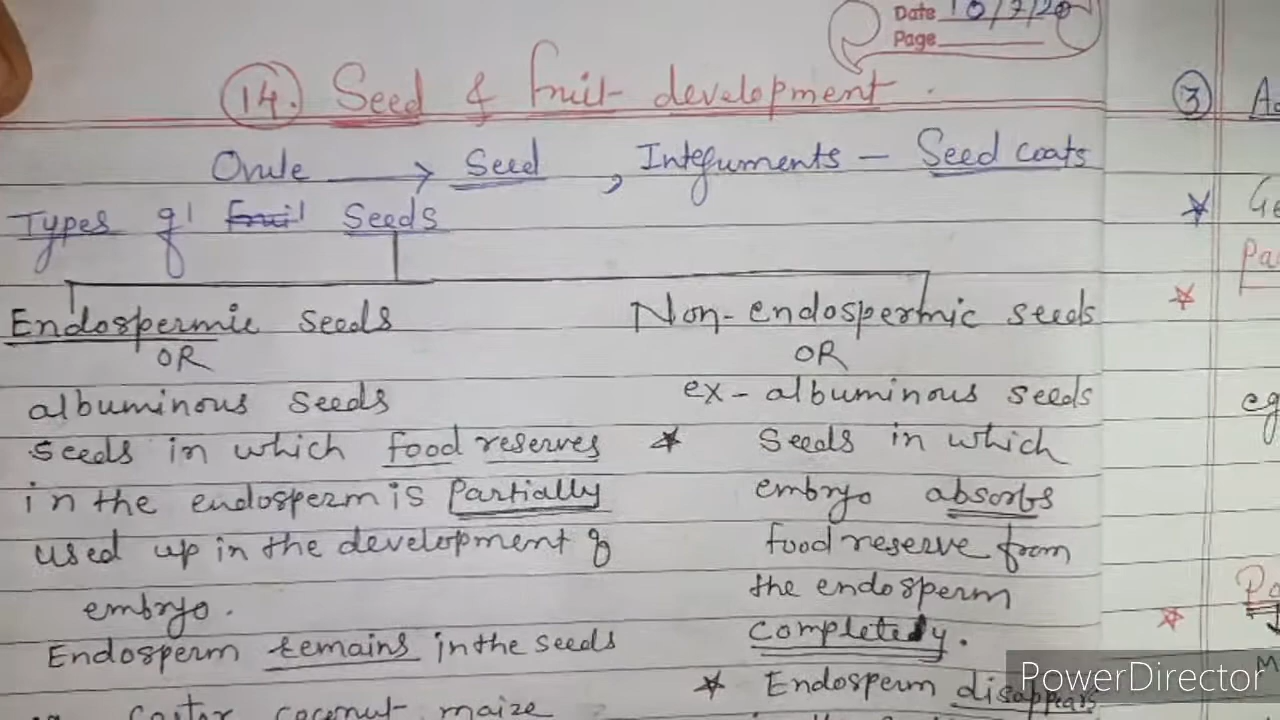 Date 10/7/20
Page
14. Seed & fruit development.
Ovule → Seed, Integuments - Seed coats
Types of fruit Seeds
Endospermic seeds
OR
albuminous seeds
seeds in which food reserves
in the endosperm is Partially
used up in the development of
embryo.
Endosperm remains in the seeds
castor coconut maize
Non-endospermic seeds
OR
ex-albuminous seeds
* seeds in which
embryo absorbs
food reserve from
the endosperm
completely.
* Endosperm disappears
3
*
*
eg
*
PowerDirector